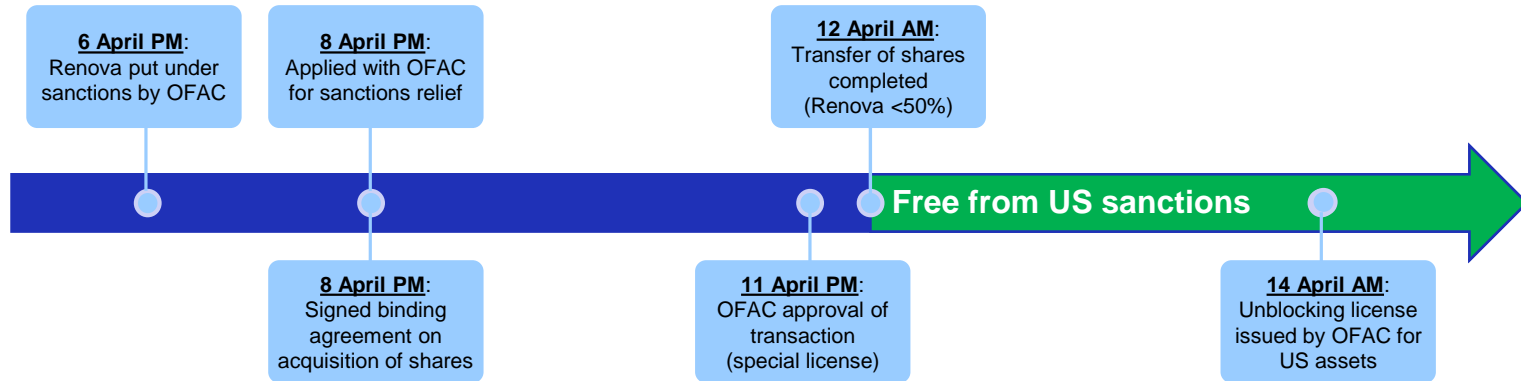 6 April PM:
Renova put under
sanctions by OFAC
8 April PM:
Applied with OFAC
for sanctions relief
12 April AM:
Transfer of shares
completed
(Renova <50%)
Free from US sanctions
8 April PM:
Signed binding
agreement on
acquisition of shares
11 April PM:
OFAC approval of
transaction
(special license)
14 April AM:
Unblocking license
issued by OFAC for
US assets